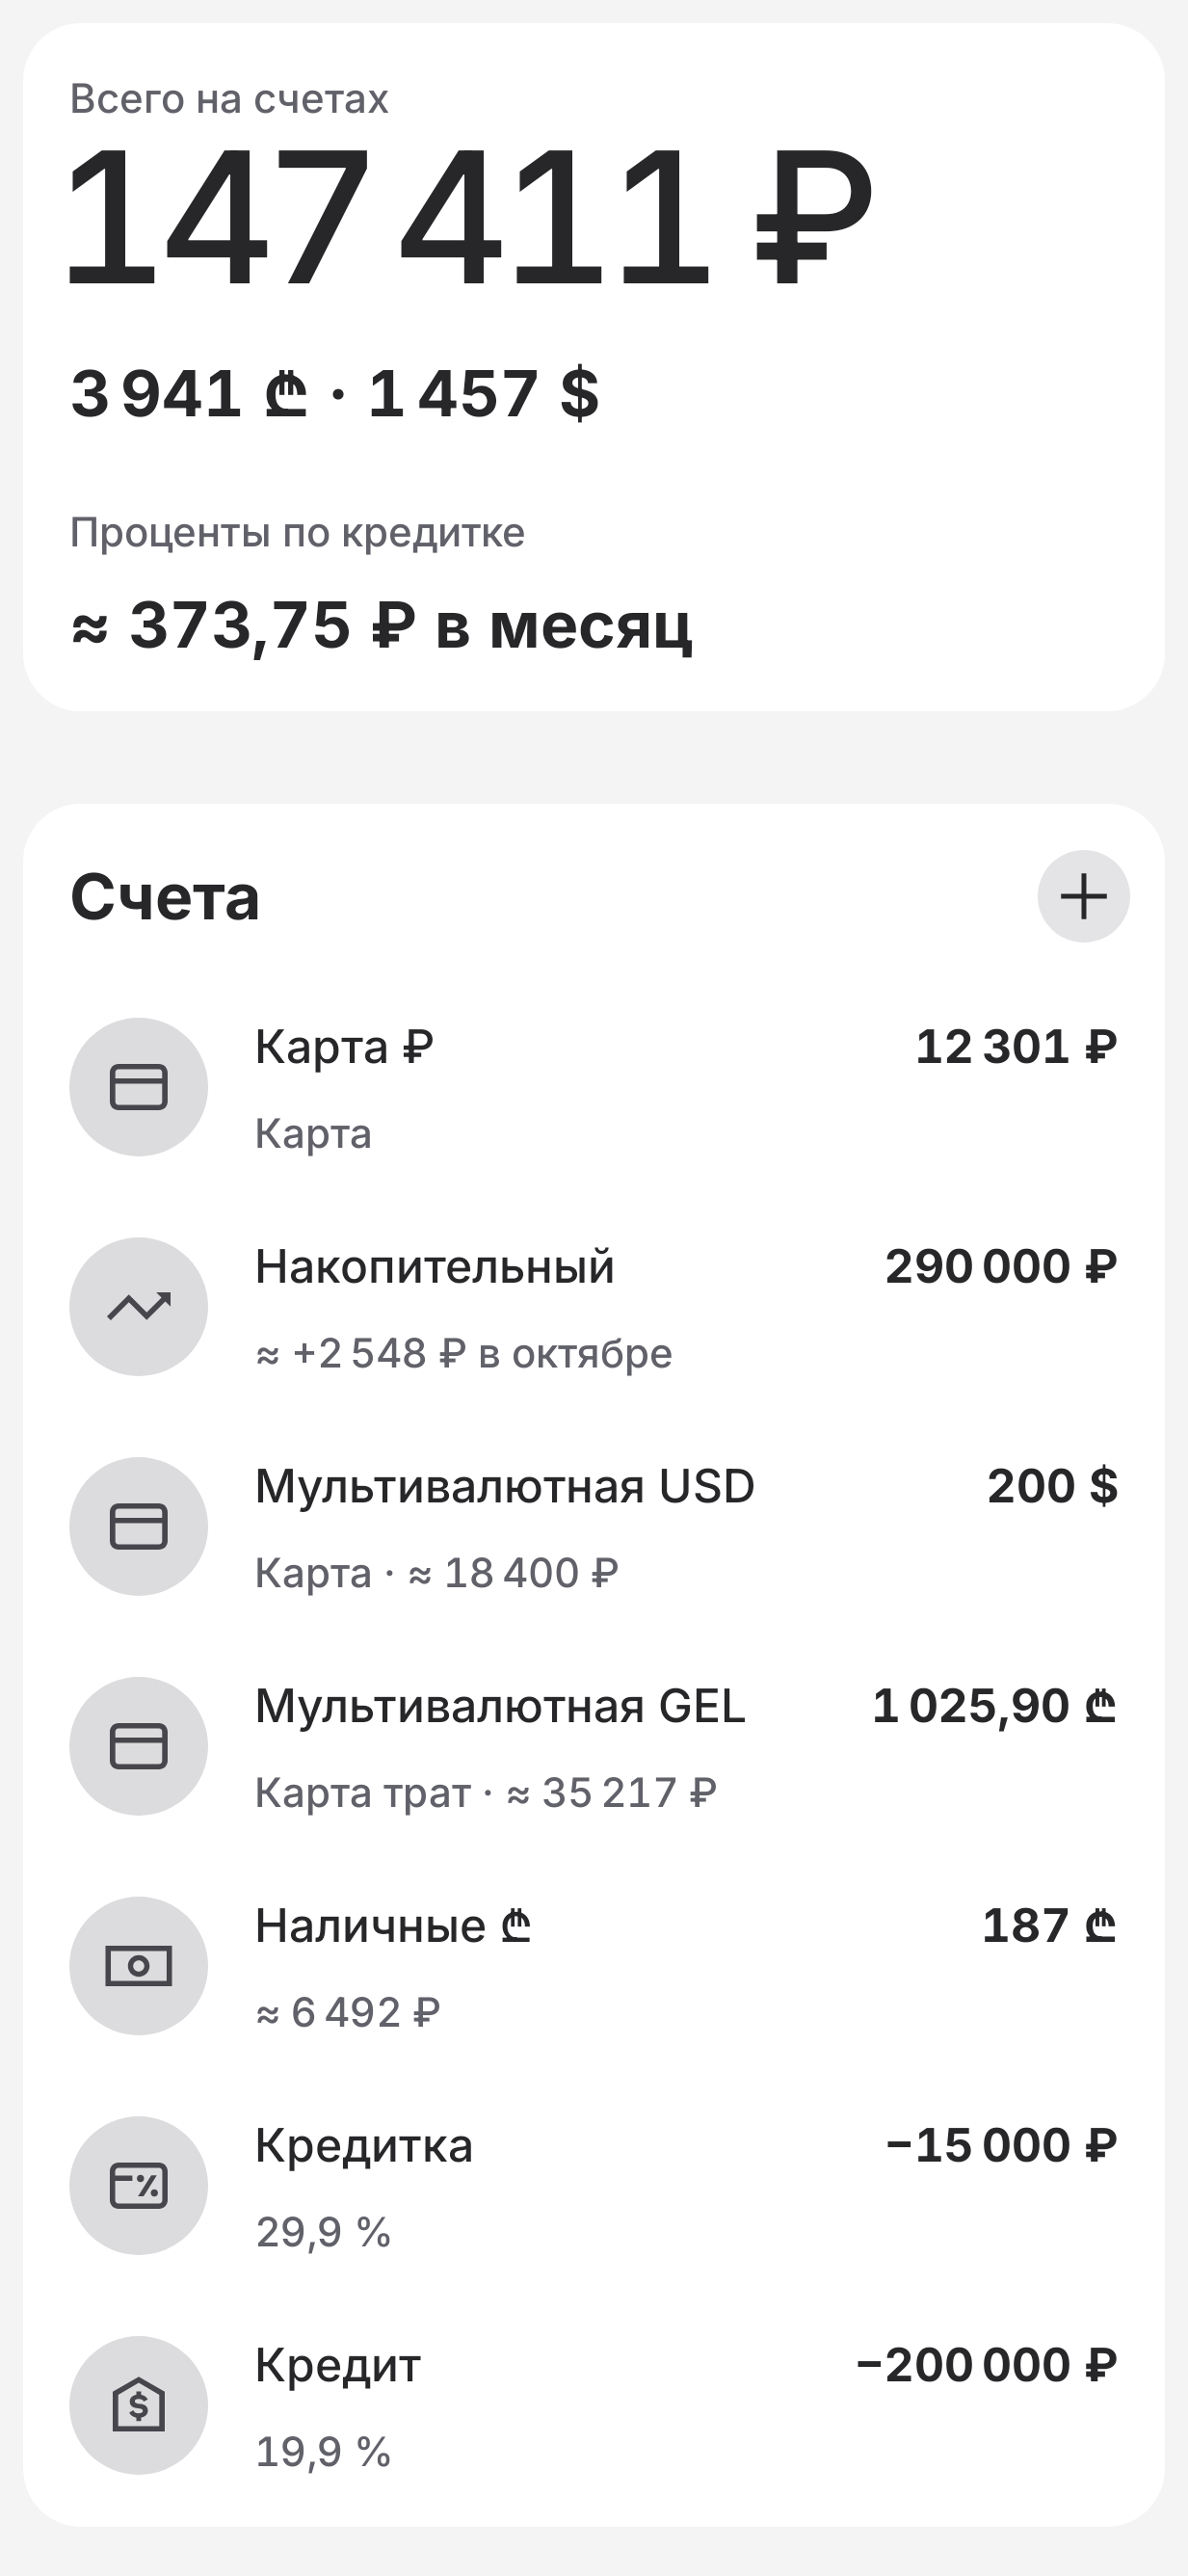 Всего на счетах
147 411 ₽
3 941 ₾ · 1 457 $
Проценты по кредитке
≈ 373,75 ₽ в месяц
Счета
Карта ₽ 12 301 ₽
Карта
Накопительный 290 000 ₽
≈ +2 548 ₽ в октябре
Мультивалютная USD 200 $
Карта · ≈ 18 400 ₽
Мультивалютная GEL 1 025,90 ₾
Карта трат · ≈ 35 217 ₽
Наличные ₾ 187 ₾
≈ 6 492 ₽
Кредитка −15 000 ₽
29,9 %
Кредит −200 000 ₽
19,9 %